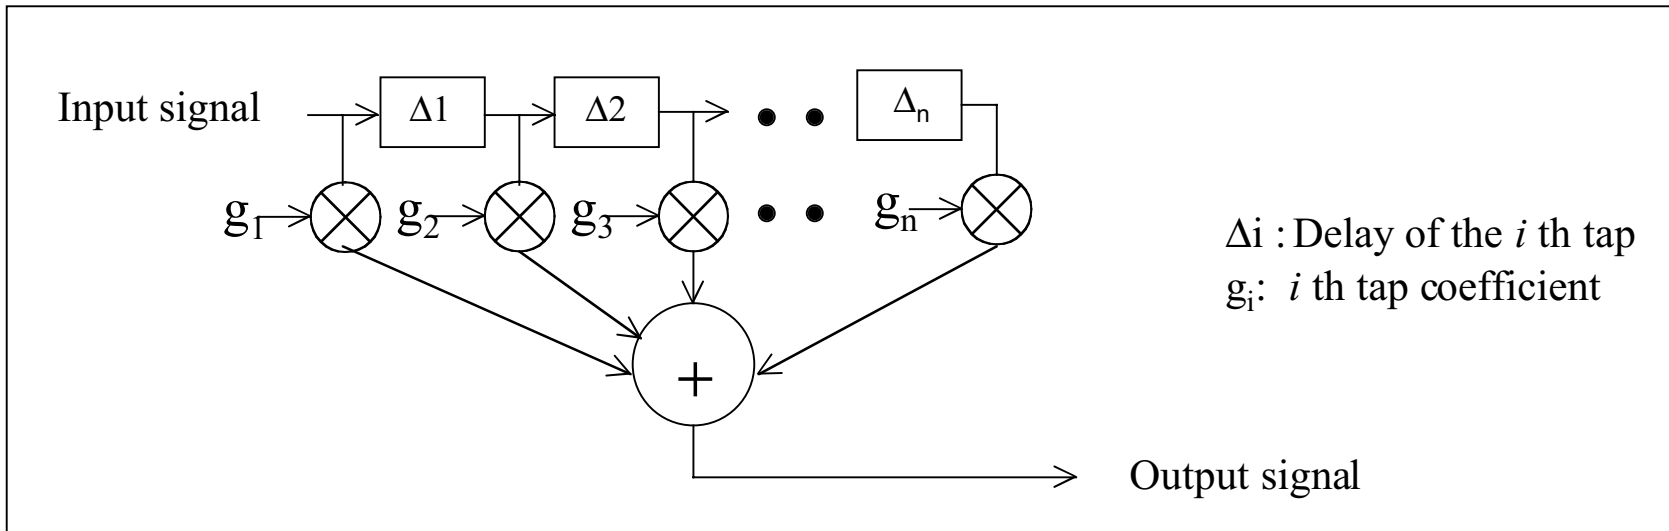 Input signal
Δ1
Δ2
Δn
g1
g2
g3
gn
Δi : Delay of the i th tap
gi: i th tap coefficient
+
Output signal